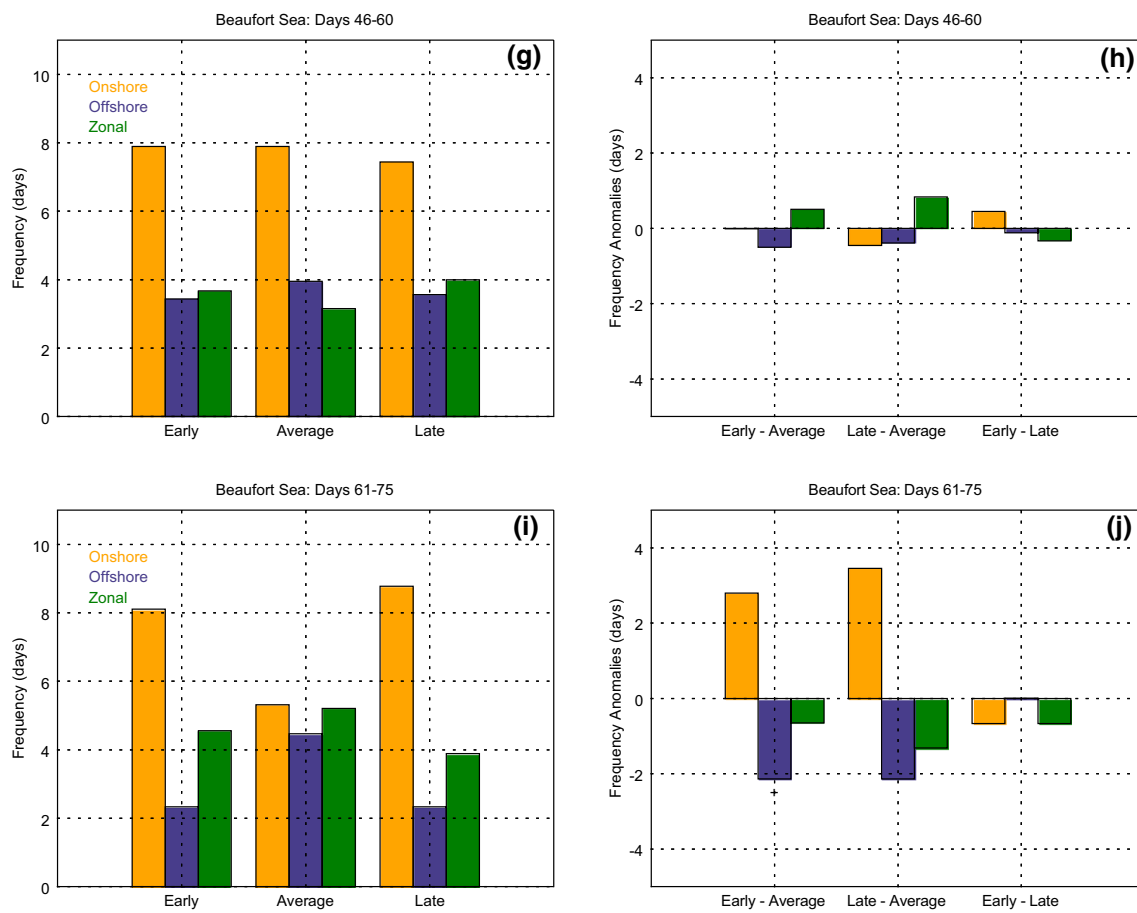 Beaufort Sea: Days 46-60
(g)
Onshore
Offshore
Zonal
Frequency (days)
10
8
6
4
2
0
Early Average Late
Beaufort Sea: Days 46-60
(h)
Frequency Anomalies (days)
4
2
0
-2
-4
Early - Average Late - Average Early - Late
Beaufort Sea: Days 61-75
(i)
Onshore
Offshore
Zonal
Frequency (days)
10
8
6
4
2
0
Early Average Late
Beaufort Sea: Days 61-75
(j)
Frequency Anomalies (days)
4
2
0
-2
+
-4
Early - Average Late - Average Early - Late